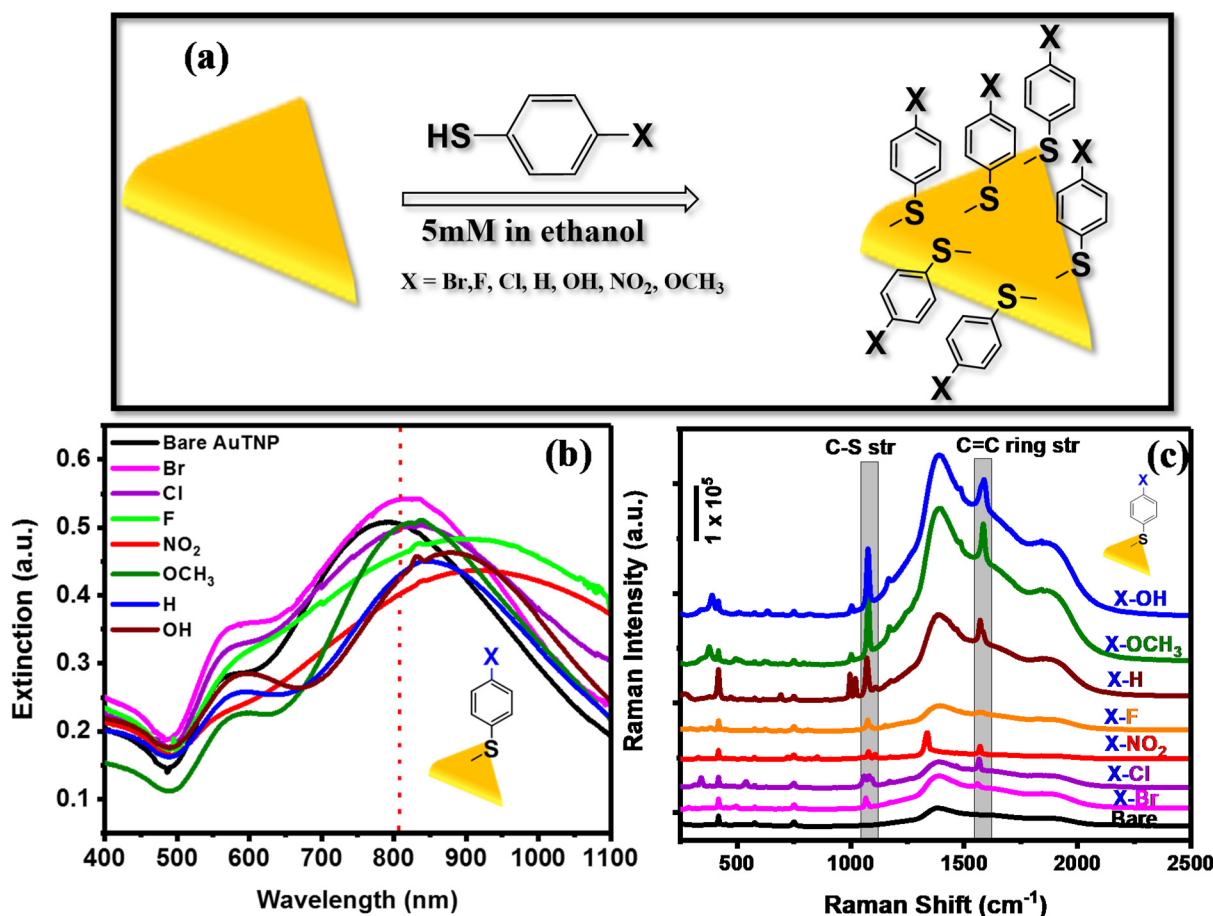 (a)
HS
X
5mM in ethanol
X = Br,F, Cl, H, OH, NO₂, OCH₃
X
S
X
S
X
S
X
S
S
X
S
X
(b)
Bare AuTNP
Br
Cl
F
NO₂
OCH₃
H
OH
Extinction (a.u.)
0.6
0.5
0.4
0.3
0.2
0.1
X
S
400 500 600 700 800 900 1000 1100
Wavelength (nm)
(c)
C-S str
C=C ring str
1 x 10⁵
Raman Intensity (a.u.)
X
S
X-OH
X-OCH₃
X-H
X-F
X-NO₂
X-Cl
X-Br
Bare
500 1000 1500 2000 2500
Raman Shift (cm⁻¹)